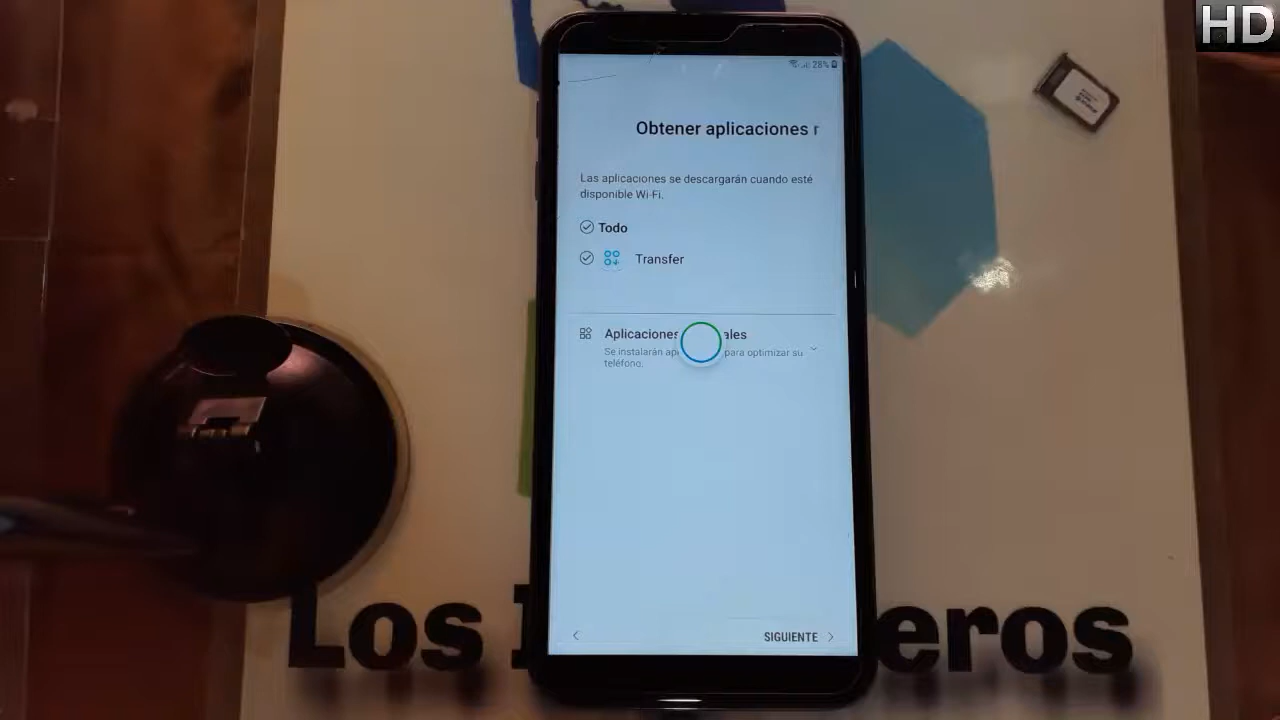 HD
28%
Obtener aplicaciones r
Las aplicaciones se descargarán cuando esté
disponible Wi-Fi.
Todo
Transfer
Aplicaciones ales
Se instalarán ap para optimizar su
teléfono.
SIGUIENTE
Los eros